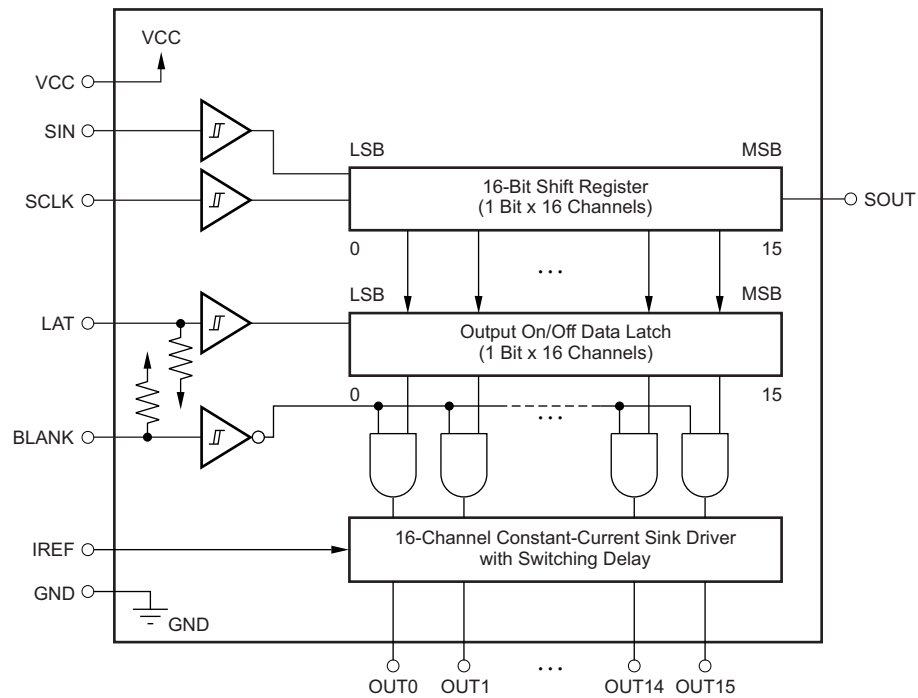 VCC
VCC
SIN
LSB
MSB
16-Bit Shift Register
(1 Bit x 16 Channels)
SCLK
SOUT
0
15
...
LSB
MSB
LAT
Output On/Off Data Latch
(1 Bit x 16 Channels)
0
15
...
BLANK
16-Channel Constant-Current Sink Driver
with Switching Delay
IREF
GND
GND
OUT0
OUT1
...
OUT14
OUT15